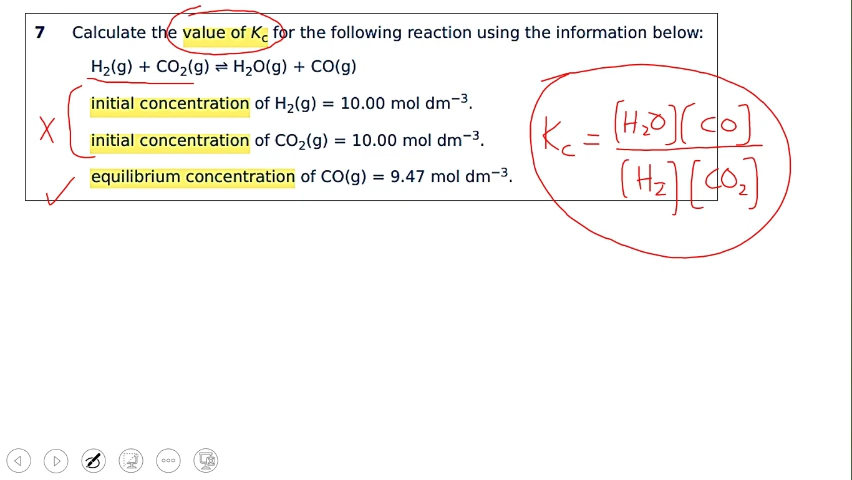 7 Calculate the value of Kc for the following reaction using the information below:
H₂(g) + CO₂(g) ⇌ H₂O(g) + CO(g)
initial concentration of H₂(g) = 10.00 mol dm⁻³.
initial concentration of CO₂(g) = 10.00 mol dm⁻³.
equilibrium concentration of CO(g) = 9.47 mol dm⁻³.
Kc = [H₂O][CO]
[H₂][CO₂]